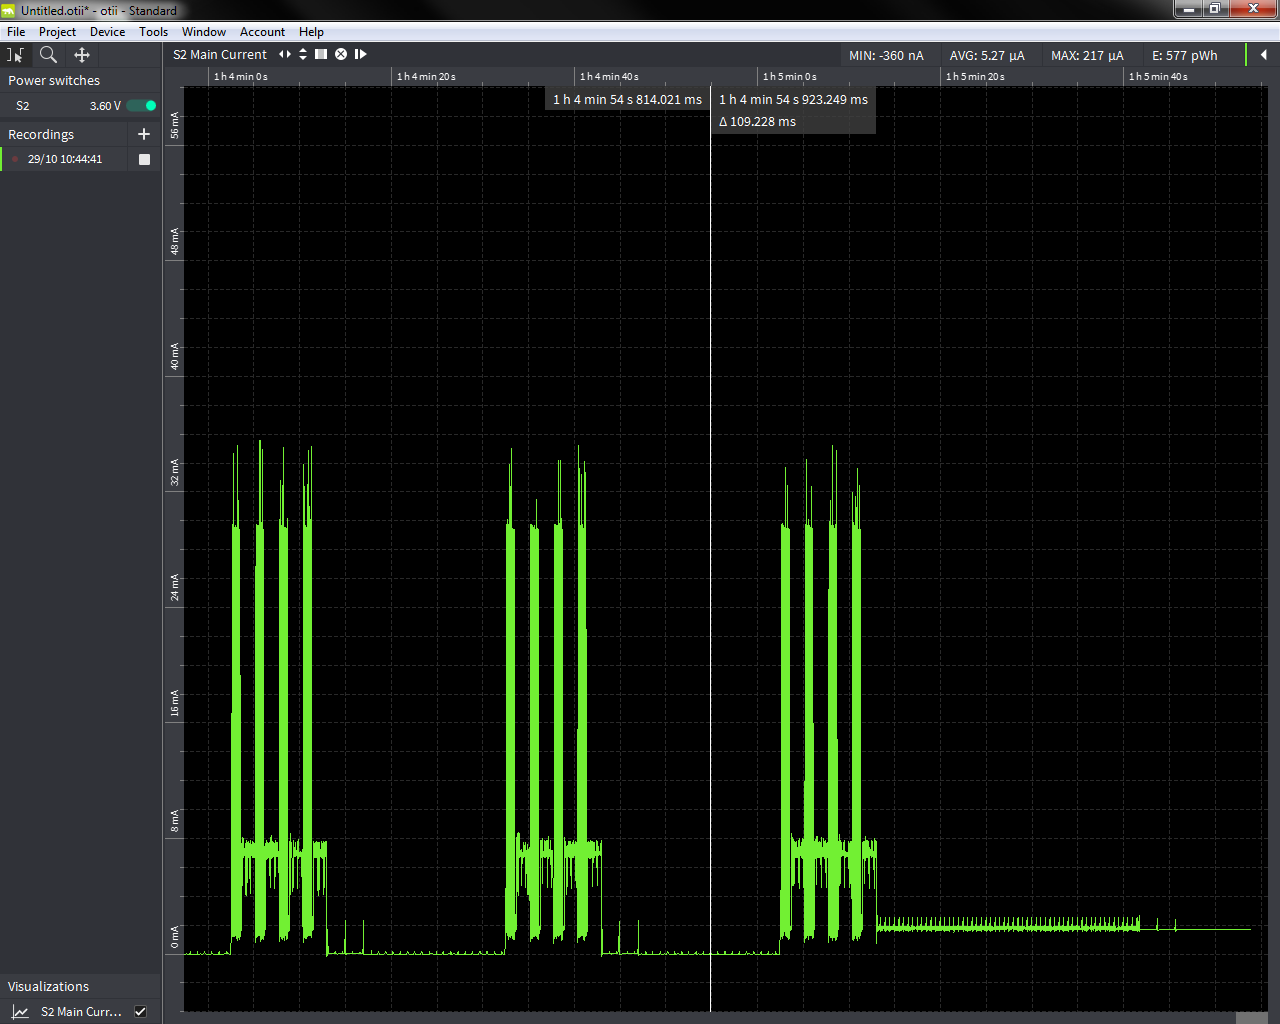 Untitled.otii* - otii - Standard
File Project Device Tools Window Account Help
S2 Main Current
MIN: -360 nA AVG: 5.27 µA MAX: 217 µA E: 577 pWh
Power switches
S2 3.60 V
Recordings
29/10 10:44:41
1 h 4 min 0 s 1 h 4 min 20 s 1 h 4 min 40 s 1 h 5 min 0 s 1 h 5 min 20 s 1 h 5 min 40 s
1 h 4 min 54 s 814.021 ms
1 h 4 min 54 s 923.249 ms
Δ 109.228 ms
56 mA
48 mA
40 mA
32 mA
24 mA
16 mA
8 mA
0 mA
Visualizations
S2 Main Curr...